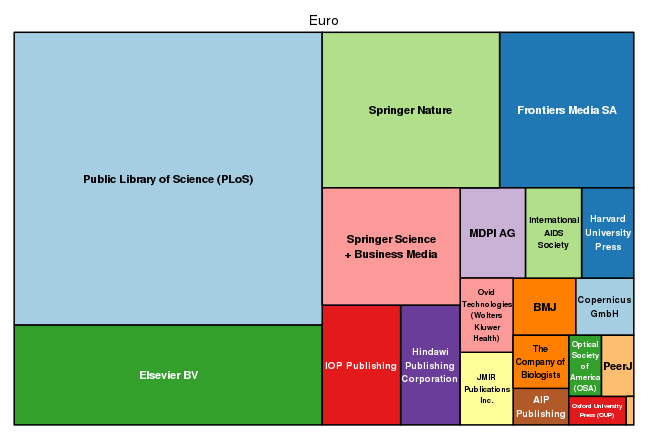 Euro
Public Library of Science (PLoS)
Springer Nature
Frontiers Media SA
Springer Science
+ Business Media
MDPI AG
International
AIDS
Society
Harvard
University
Press
Elsevier BV
IOP Publishing
Hindawi
Publishing
Corporation
Ovid
Technologies
(Wolters
Kluwer
Health)
BMJ
Copernicus
GmbH
JMIR
Publications
Inc.
The
Company of
Biologists
Optical
Society
of
America
(OSA)
PeerJ
AIP
Publishing
Oxford University
Press (OUP)